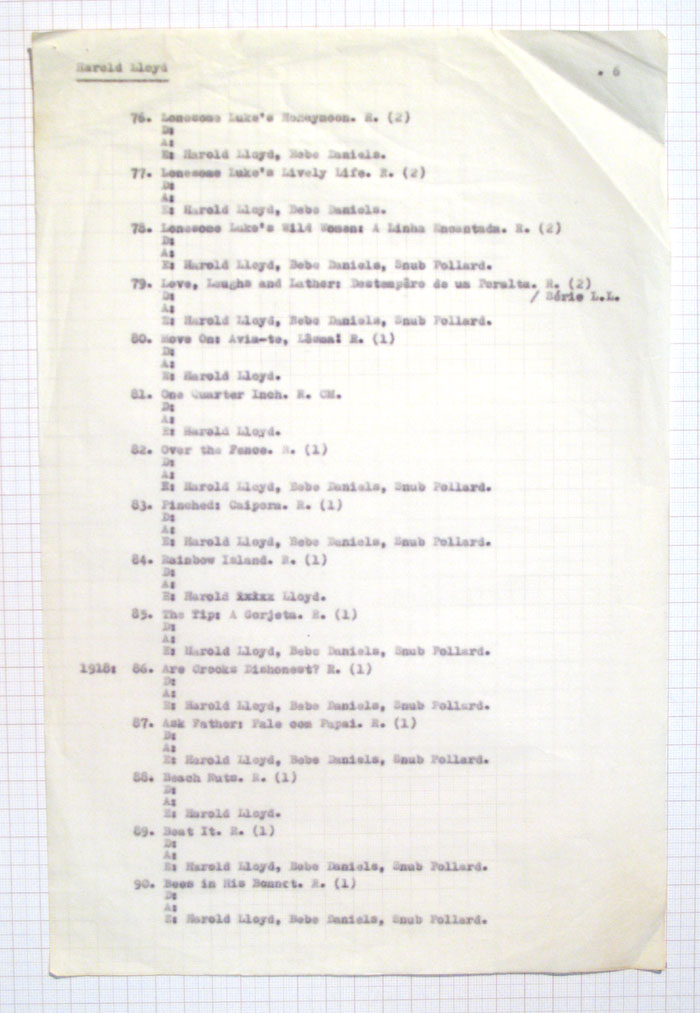 Harold Lloyd
. 6
76. Lonesome Luke's Honeymoon. R. (2)
D:
A:
E: Harold Lloyd, Bebe Daniels.
77. Lonesome Luke's Lively Life. R. (2)
D:
A:
E: Harold Lloyd, Bebe Daniels.
78. Lonesome Luke's Wild Women: A Linha Encantada. R. (2)
D:
A:
E: Harold Lloyd, Bebe Daniels, Snub Pollard.
79. Love, Laughs and Lather: Destempêro de um Peralta. R. (2)
/ Série L.L.
D:
A:
E: Harold Lloyd, Bebe Daniels, Snub Pollard.
80. Move On: Avia-te, R. (1)
D:
A:
E: Harold Lloyd.
81. One Quarter Inch. R. CM.
D:
A:
E: Harold Lloyd.
82. Over the Fence. R. (1)
D:
A:
E: Harold Lloyd, Bebe Daniels, Snub Pollard.
83. Pinched: Caipora. R. (1)
D:
A:
E: Harold Lloyd, Bebe Daniels, Snub Pollard.
84. Rainbow Island. R. (1)
D:
A:
E: Harold xxxxx Lloyd.
85. The Tip: A Gorjeta. R. (1)
D:
A:
E: Harold Lloyd, Bebe Daniels, Snub Pollard.
1918: 86. Are Crooks Dishonest? R. (1)
D:
A:
E: Harold Lloyd, Bebe Daniels, Snub Pollard.
87. Ask Father: Fale com Papai. R. (1)
D:
A:
E: Harold Lloyd, Bebe Daniels, Snub Pollard.
88. Beach Nuts. R. (1)
D:
A:
E: Harold Lloyd.
89. Beat It. R. (1)
D:
A:
E: Harold Lloyd, Bebe Daniels, Snub Pollard.
90. Bees in His Bonnet. R. (1)
D:
A:
E: Harold Lloyd, Bebe Daniels, Snub Pollard.